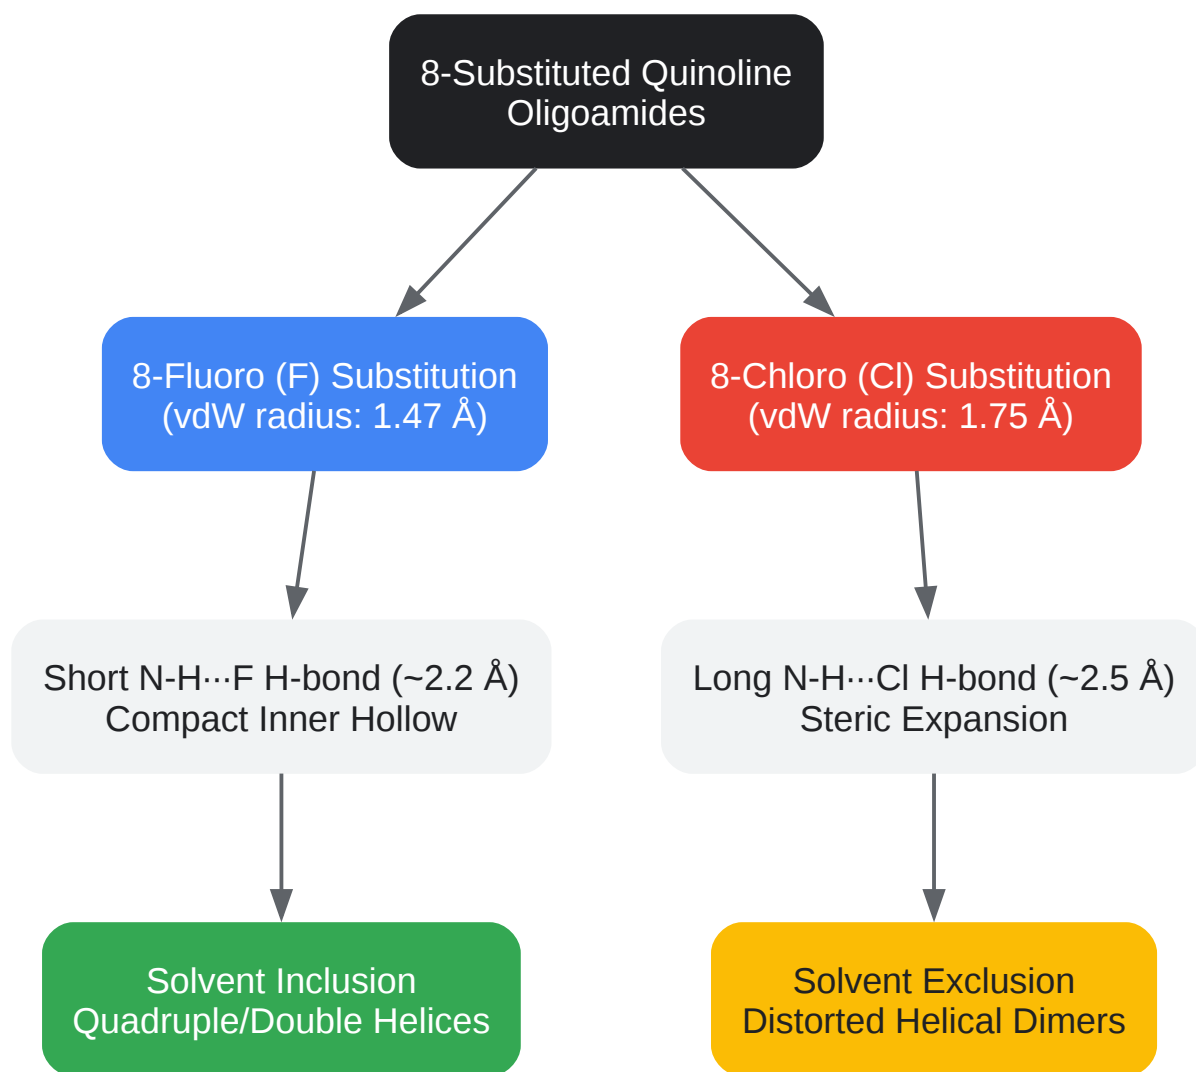 8-Substituted Quinoline
Oligoamides
8-Fluoro (F) Substitution
(vdW radius: 1.47 Å)
8-Chloro (Cl) Substitution
(vdW radius: 1.75 Å)
Short N-H···F H-bond (~2.2 Å)
Compact Inner Hollow
Long N-H···Cl H-bond (~2.5 Å)
Steric Expansion
Solvent Inclusion
Quadruple/Double Helices
Solvent Exclusion
Distorted Helical Dimers